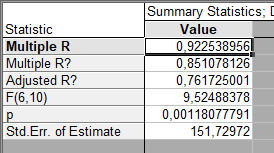 Summary Statistics; D
Statistic Value
Multiple R 0,922538956
Multiple R? 0,851078126
Adjusted R? 0,761725001
F(6,10) 9,52488378
p 0,00118077791
Std.Err. of Estimate 151,72972